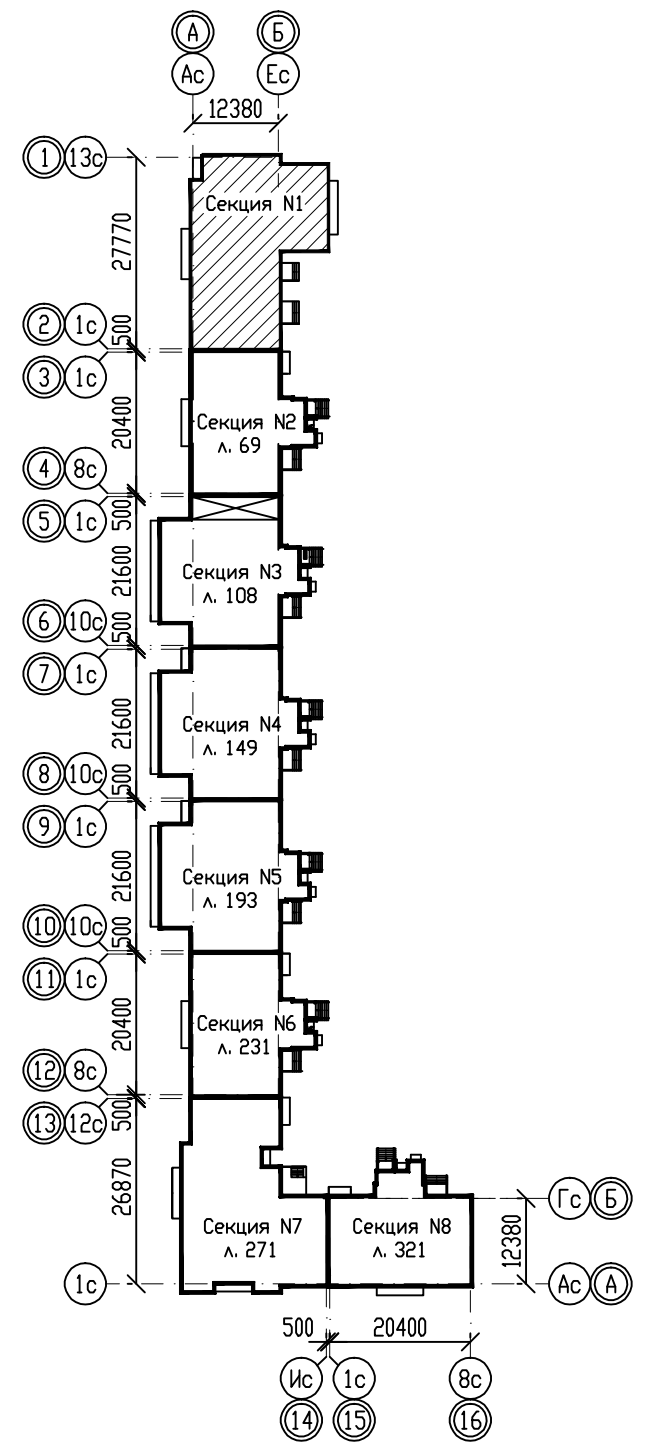 А Б
Ас Ес
12380
1 13с
Секция N1
27770
2 1с
500
3 1с
20400
Секция N2
л. 69
4 8с
500
5 1с
21600
Секция N3
л. 108
6 10с
500
7 1с
21600
Секция N4
л. 149
8 10с
500
9 1с
21600
Секция N5
л. 193
10 10с
500
11 1с
20400
Секция N6
л. 231
12 8с
500
13 12с
26870
Гс Б
Секция N7 Секция N8
л. 271 л. 321
12380
1с
Ас А
500 20400
Ис 1с 8с
14 15 16